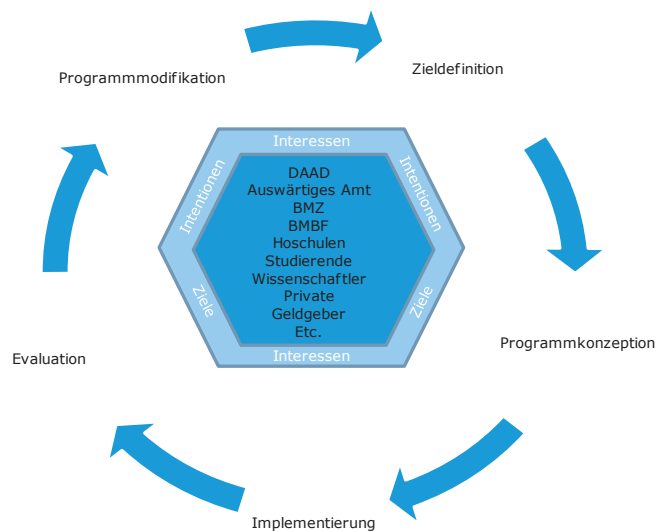 Zieldefinition
Programmmodifikation
Interessen
Intentionen
Intentionen
DAAD
Auswärtiges Amt
BMZ
BMBF
Hoschulen
Studierende
Wissenschaftler
Private
Geldgeber
Etc.
Ziele
Ziele
Interessen
Programmkonzeption
Evaluation
Implementierung